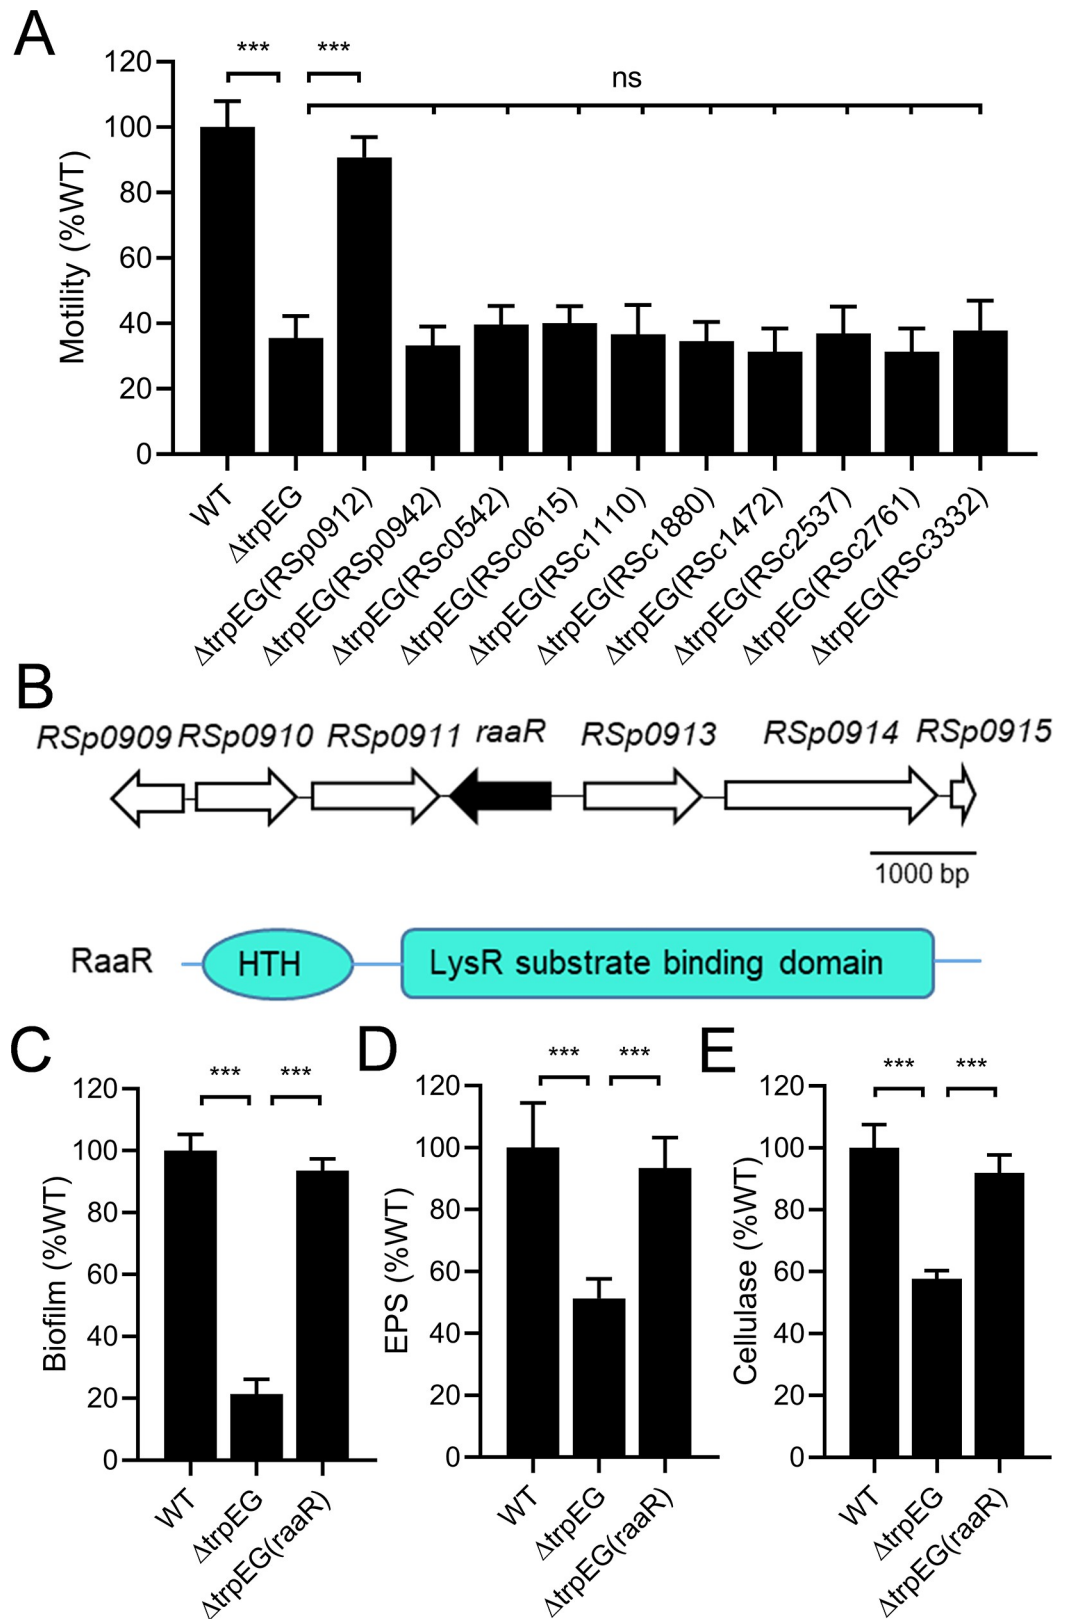 A
*** *** ns
Motility (%WT)
120
100
80
60
40
20
0
WT
ΔtrpEG
ΔtrpEG(RSp0912)
ΔtrpEG(RSp0942)
ΔtrpEG(RSc0542)
ΔtrpEG(RSc0615)
ΔtrpEG(RSc1110)
ΔtrpEG(RSc1880)
ΔtrpEG(RSc1472)
ΔtrpEG(RSc2537)
ΔtrpEG(RSc2761)
ΔtrpEG(RSc3332)
B
RSp0909 RSp0910 RSp0911 raaR RSp0913 RSp0914 RSp0915
1000 bp
RaaR HTH LysR substrate binding domain
C
*** ***
Biofilm (%WT)
120
100
80
60
40
20
0
WT
ΔtrpEG
ΔtrpEG(raaR)
D
*** ***
EPS (%WT)
120
100
80
60
40
20
0
WT
ΔtrpEG
ΔtrpEG(raaR)
E
*** ***
Cellulase (%WT)
120
100
80
60
40
20
0
WT
ΔtrpEG
ΔtrpEG(raaR)